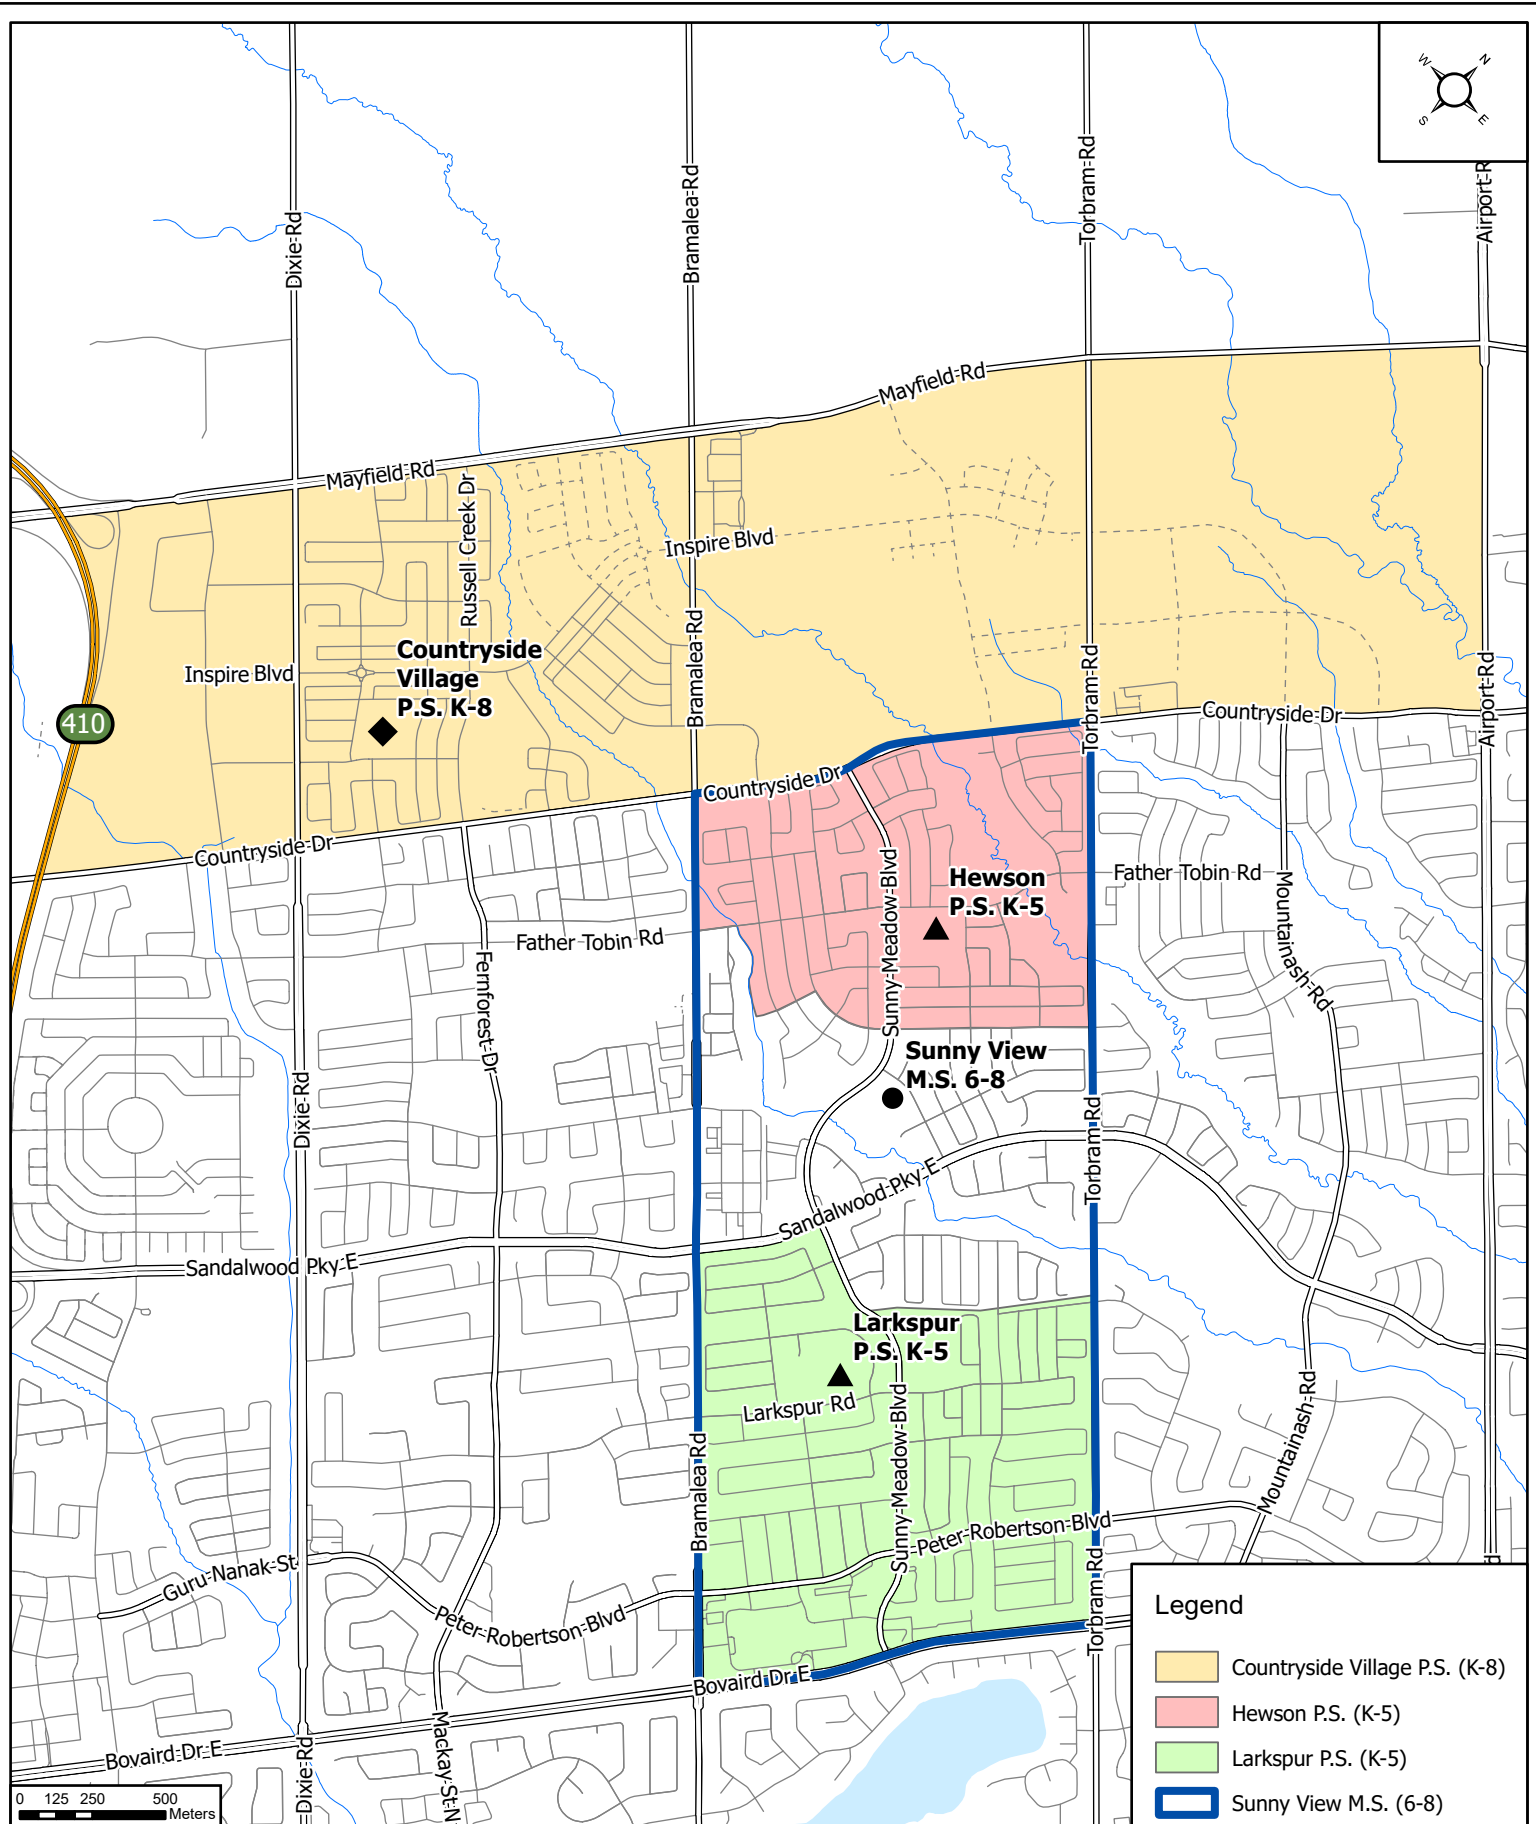 W
N
S
E
Dixie Rd
Bramalea Rd
Torbram Rd
Airport R
Mayfield Rd
Mayfield Rd
Russell Creek Dr
Inspire Blvd
Inspire Blvd
Bramalea Rd
Torbram Rd
Airport Rd
Countryside
Village
P.S. K-8
410
Countryside Dr
Countryside Dr
Countryside Dr
Father Tobin Rd
Father Tobin Rd
Fernforest Dr
Sunny Meadow Blvd
Hewson
P.S. K-5
Mountainash Rd
Sunny View
M.S. 6-8
Dixie Rd
Torbram Rd
Sandalwood Pky E
Sandalwood Pky E
Larkspur
P.S. K-5
Larkspur Rd
Sunny Meadow Blvd
Bramalea Rd
Mountainash Rd
Peter Robertson Blvd
Guru Nanak St
Peter Robertson Blvd
Torbram Rd
d
Bovaird Dr E
Bovaird Dr E
Mackay St N
Dixie Rd
0 125 250 500
Meters
Legend
Countryside Village P.S. (K-8)
Hewson P.S. (K-5)
Larkspur P.S. (K-5)
Sunny View M.S. (6-8)